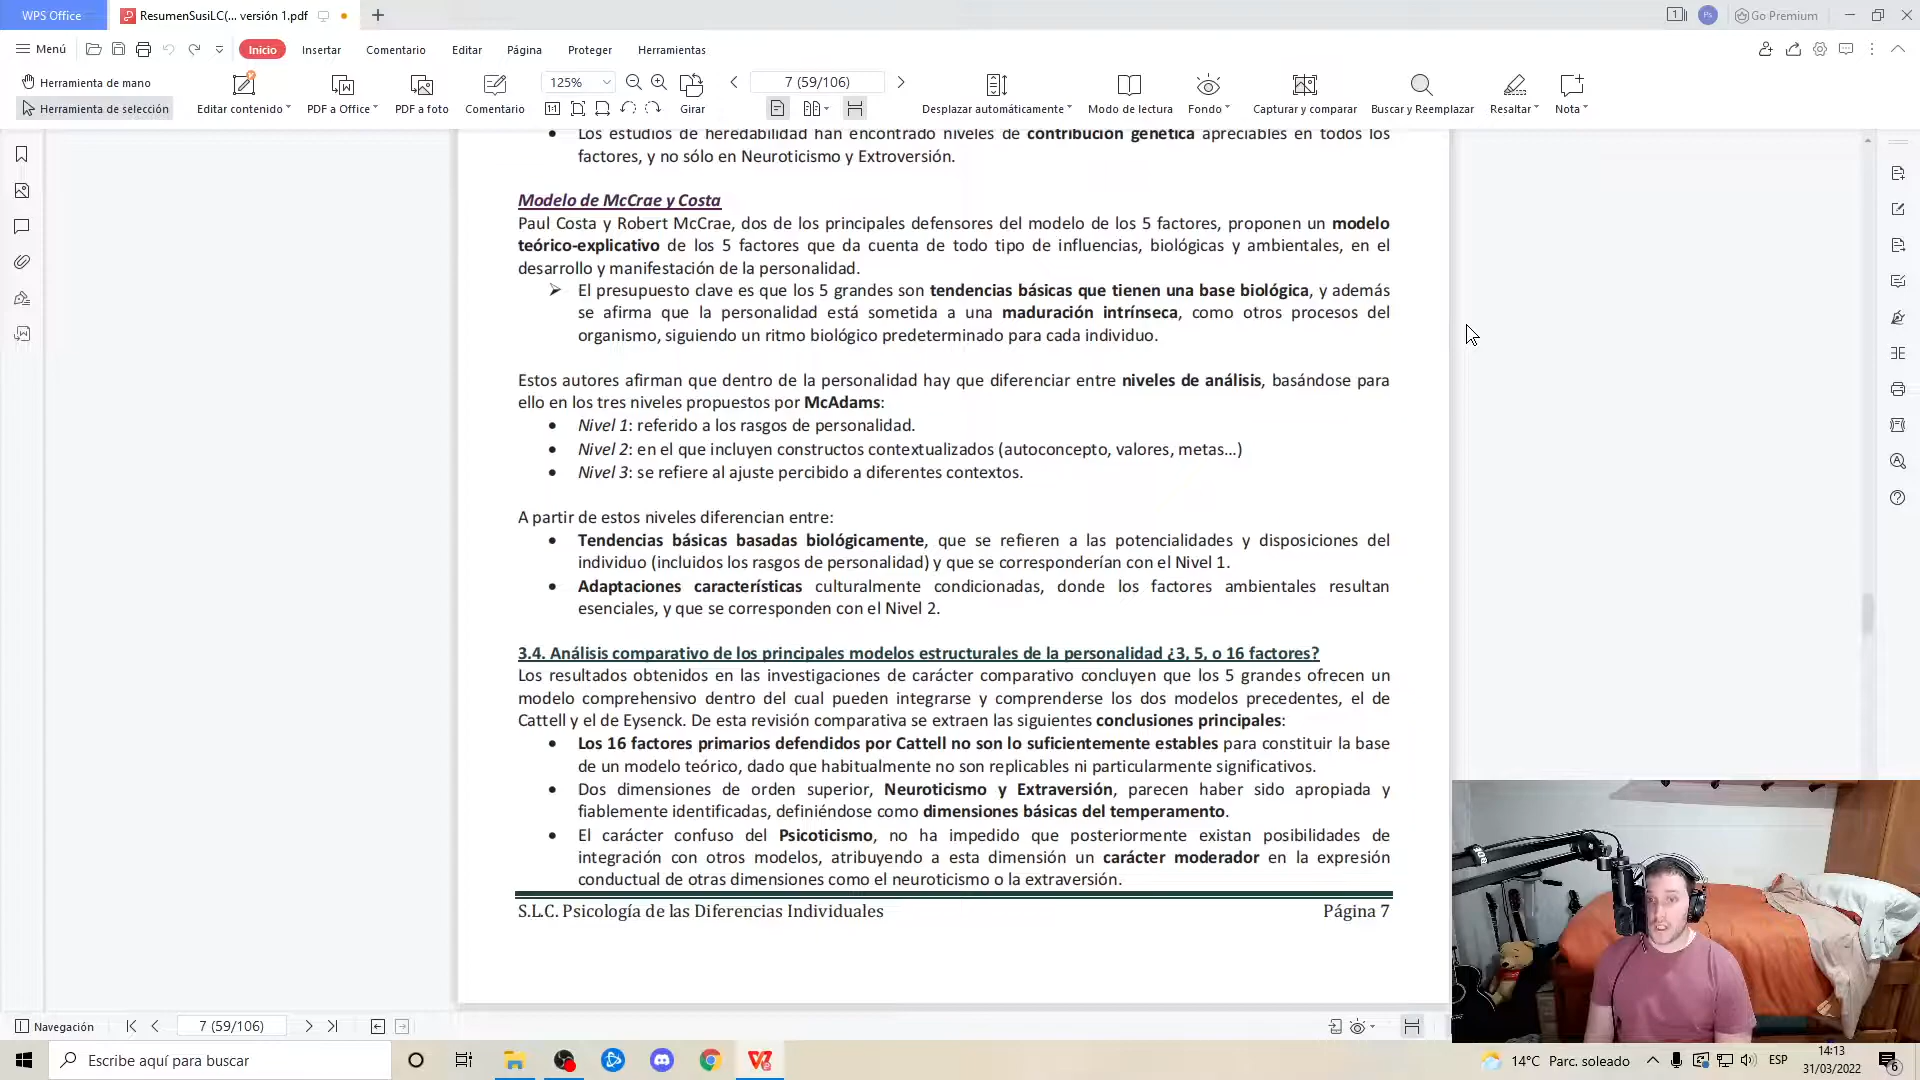 WPS Office
ResumenSusiLC(... versión 1.pdf
1
Ps
Go Premium
Menú
Inicio
Insertar
Comentario
Editar
Página
Proteger
Herramientas
Herramienta de mano
Herramienta de selección
Editar contenido
PDF a Office
PDF a foto
Comentario
125%
Girar
7 (59/106)
Desplazar automáticamente
Modo de lectura
Fondo
Capturar y comparar
Buscar y Reemplazar
Resaltar
Nota
• Los estudios de heredabilidad han encontrado niveles de contribución genética apreciables en todos los
factores, y no sólo en Neuroticismo y Extroversión.
Modelo de McCrae y Costa
Paul Costa y Robert McCrae, dos de los principales defensores del modelo de los 5 factores, proponen un modelo
teórico-explicativo de los 5 factores que da cuenta de todo tipo de influencias, biológicas y ambientales, en el
desarrollo y manifestación de la personalidad.
➢ El presupuesto clave es que los 5 grandes son tendencias básicas que tienen una base biológica, y además
se afirma que la personalidad está sometida a una maduración intrínseca, como otros procesos del
organismo, siguiendo un ritmo biológico predeterminado para cada individuo.
Estos autores afirman que dentro de la personalidad hay que diferenciar entre niveles de análisis, basándose para
ello en los tres niveles propuestos por McAdams:
• Nivel 1: referido a los rasgos de personalidad.
• Nivel 2: en el que incluyen constructos contextualizados (autoconcepto, valores, metas...)
• Nivel 3: se refiere al ajuste percibido a diferentes contextos.
A partir de estos niveles diferencian entre:
• Tendencias básicas basadas biológicamente, que se refieren a las potencialidades y disposiciones del
individuo (incluidos los rasgos de personalidad) y que se corresponderían con el Nivel 1.
• Adaptaciones características culturalmente condicionadas, donde los factores ambientales resultan
esenciales, y que se corresponden con el Nivel 2.
3.4. Análisis comparativo de los principales modelos estructurales de la personalidad ¿3, 5, o 16 factores?
Los resultados obtenidos en las investigaciones de carácter comparativo concluyen que los 5 grandes ofrecen un
modelo comprehensivo dentro del cual pueden integrarse y comprenderse los dos modelos precedentes, el de
Cattell y el de Eysenck. De esta revisión comparativa se extraen las siguientes conclusiones principales:
• Los 16 factores primarios defendidos por Cattell no son lo suficientemente estables para constituir la base
de un modelo teórico, dado que habitualmente no son replicables ni particularmente significativos.
• Dos dimensiones de orden superior, Neuroticismo y Extraversión, parecen haber sido apropiada y
fiablemente identificadas, definiéndose como dimensiones básicas del temperamento.
• El carácter confuso del Psicoticismo, no ha impedido que posteriormente existan posibilidades de
integración con otros modelos, atribuyendo a esta dimensión un carácter moderador en la expresión
conductual de otras dimensiones como el neuroticismo o la extraversión.
S.L.C. Psicología de las Diferencias Individuales
Página 7
Navegación
7 (59/106)
Escribe aquí para buscar
14°C Parc. soleado
ESP
14:13
31/03/2022
6